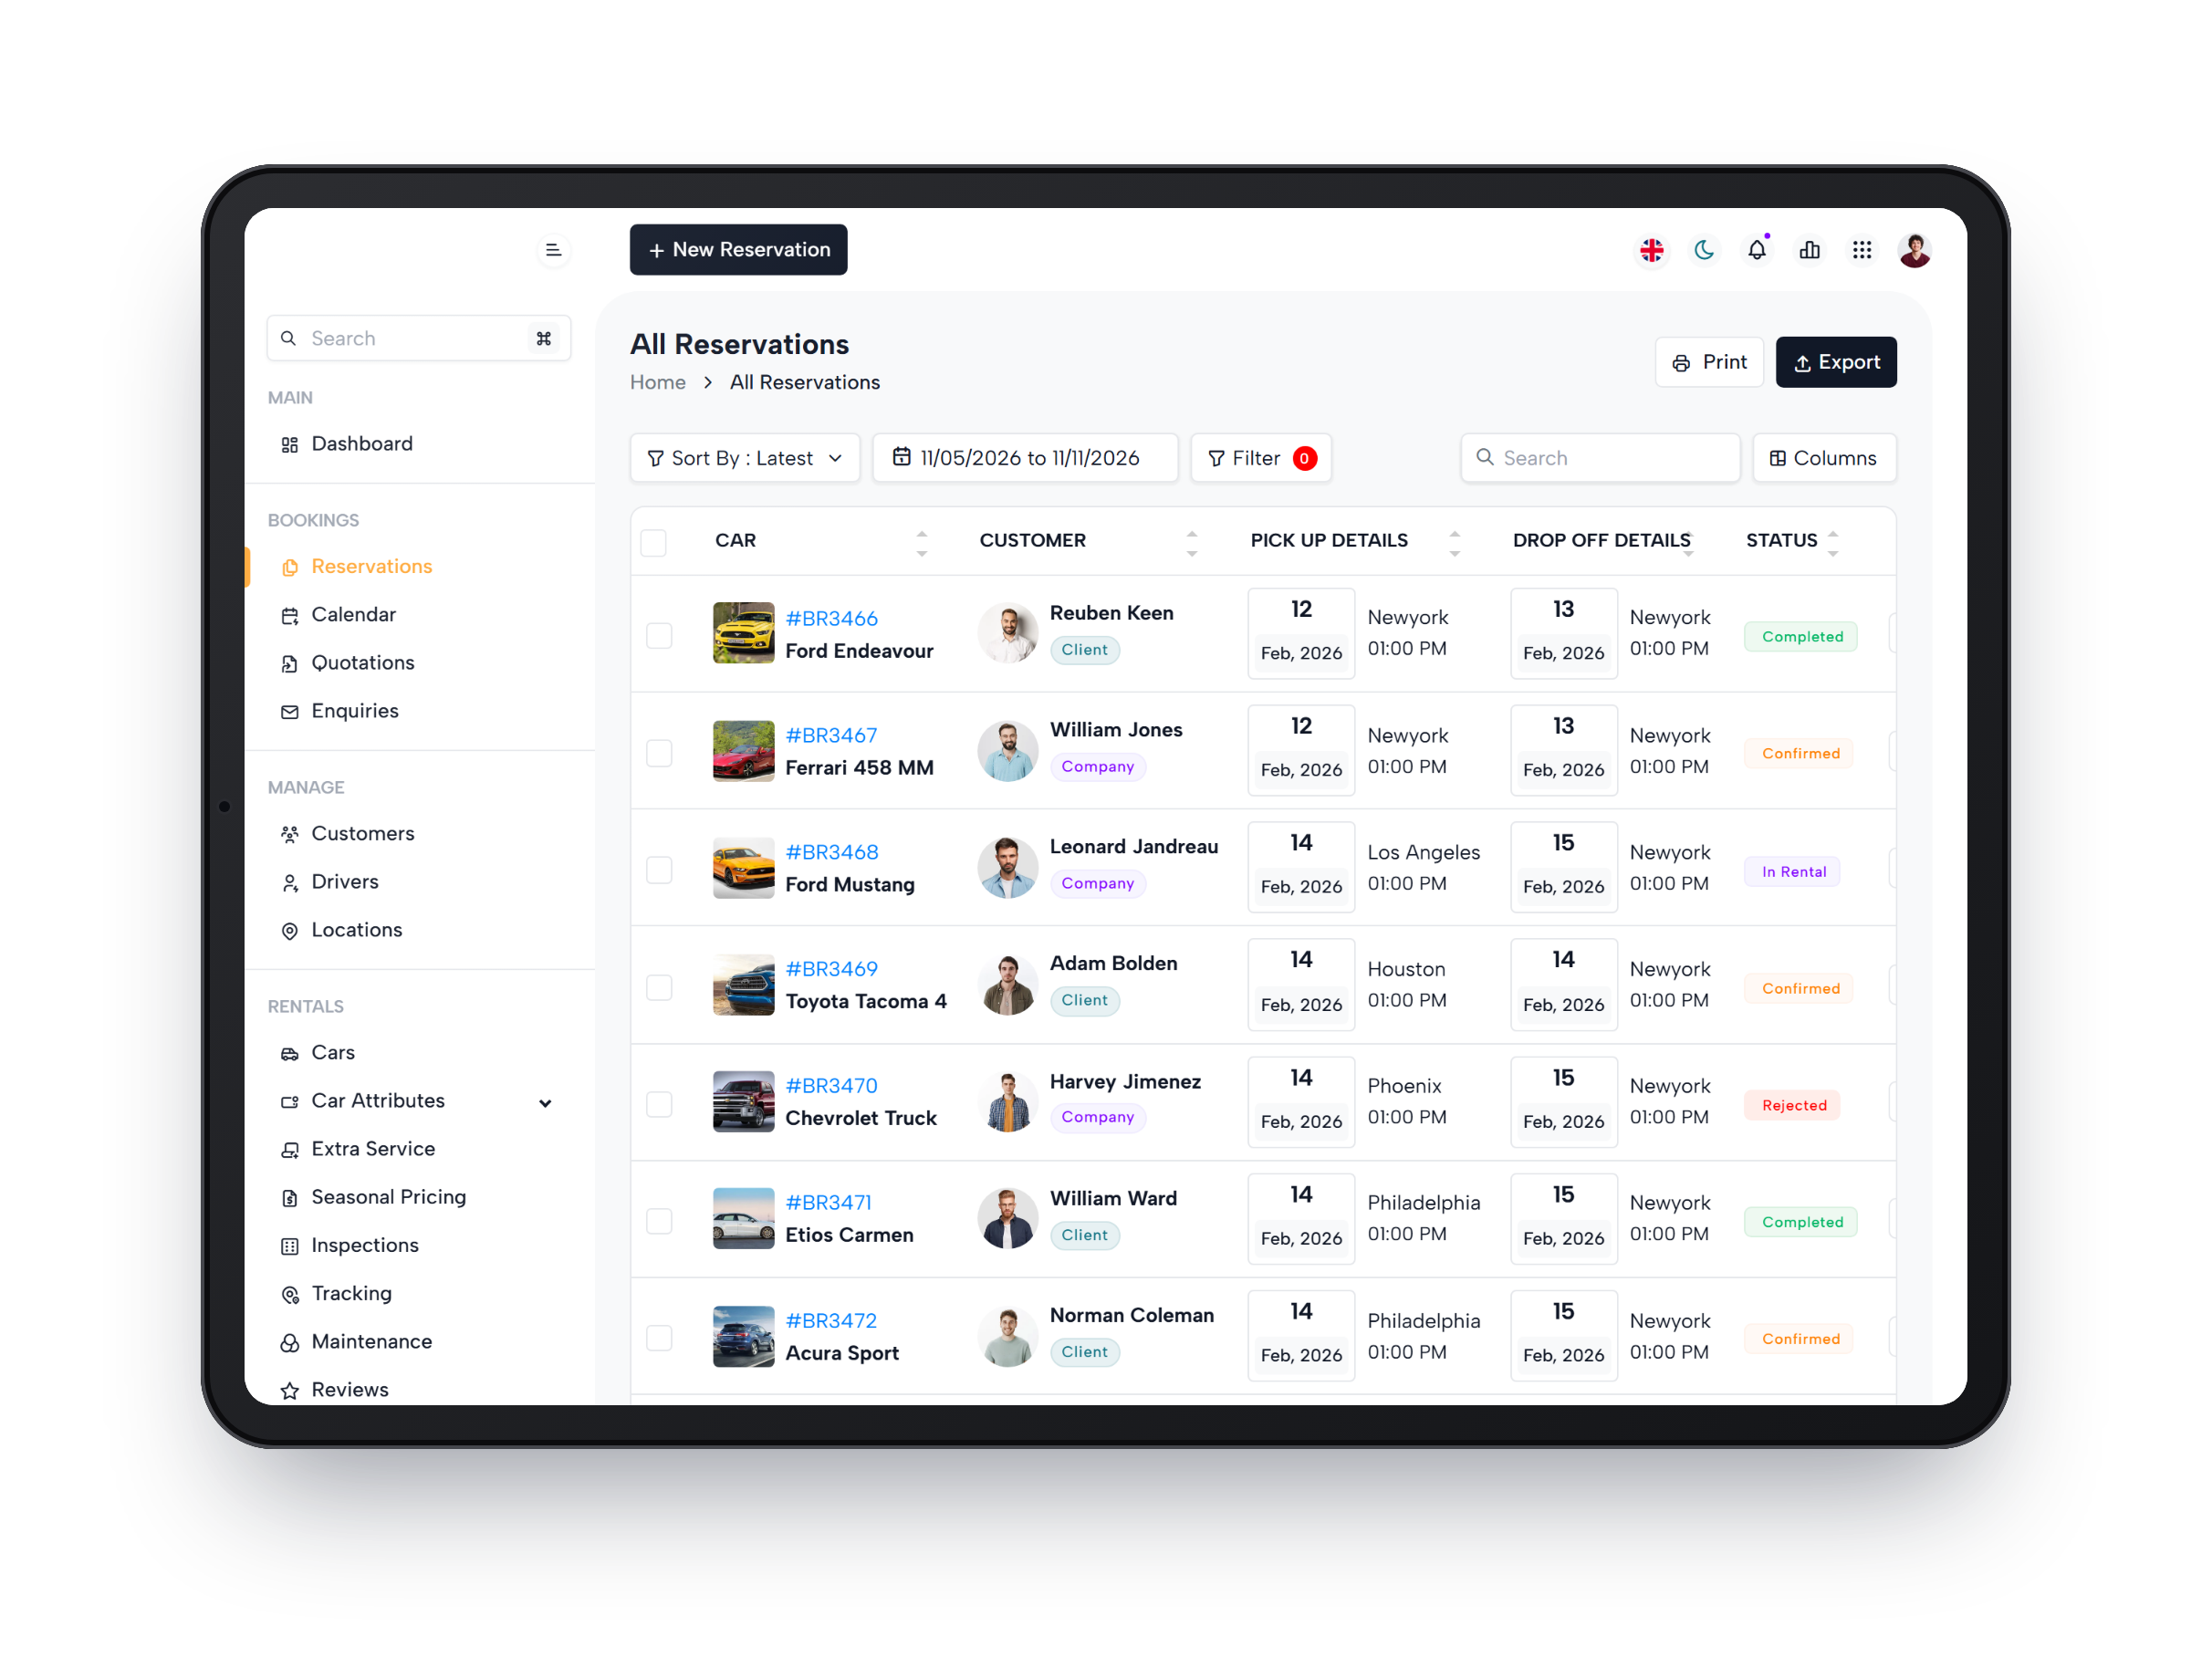 New Reservation
Search
MAIN
Dashboard
BOOKINGS
Reservations
Calendar
Quotations
Enquiries
MANAGE
Customers
Drivers
Locations
RENTALS
Cars
Car Attributes
Extra Service
Seasonal Pricing
Inspections
Tracking
Maintenance
Reviews
All Reservations
Home > All Reservations
Print
Export
Sort By : Latest
11/05/2026 to 11/11/2026
Filter 0
Search
Columns
CAR CUSTOMER PICK UP DETAILS DROP OFF DETAILS STATUS
#BR3466
Ford Endeavour
Reuben Keen
Client
12
Feb, 2026
Newyork
01:00 PM
13
Feb, 2026
Newyork
01:00 PM
Completed
#BR3467
Ferrari 458 MM
William Jones
Company
12
Feb, 2026
Newyork
01:00 PM
13
Feb, 2026
Newyork
01:00 PM
Confirmed
#BR3468
Ford Mustang
Leonard Jandreau
Company
14
Feb, 2026
Los Angeles
01:00 PM
15
Feb, 2026
Newyork
01:00 PM
In Rental
#BR3469
Toyota Tacoma 4
Adam Bolden
Client
14
Feb, 2026
Houston
01:00 PM
14
Feb, 2026
Newyork
01:00 PM
Confirmed
#BR3470
Chevrolet Truck
Harvey Jimenez
Company
14
Feb, 2026
Phoenix
01:00 PM
15
Feb, 2026
Newyork
01:00 PM
Rejected
#BR3471
Etios Carmen
William Ward
Client
14
Feb, 2026
Philadelphia
01:00 PM
15
Feb, 2026
Newyork
01:00 PM
Completed
#BR3472
Acura Sport
Norman Coleman
Client
14
Feb, 2026
Philadelphia
01:00 PM
15
Feb, 2026
Newyork
01:00 PM
Confirmed